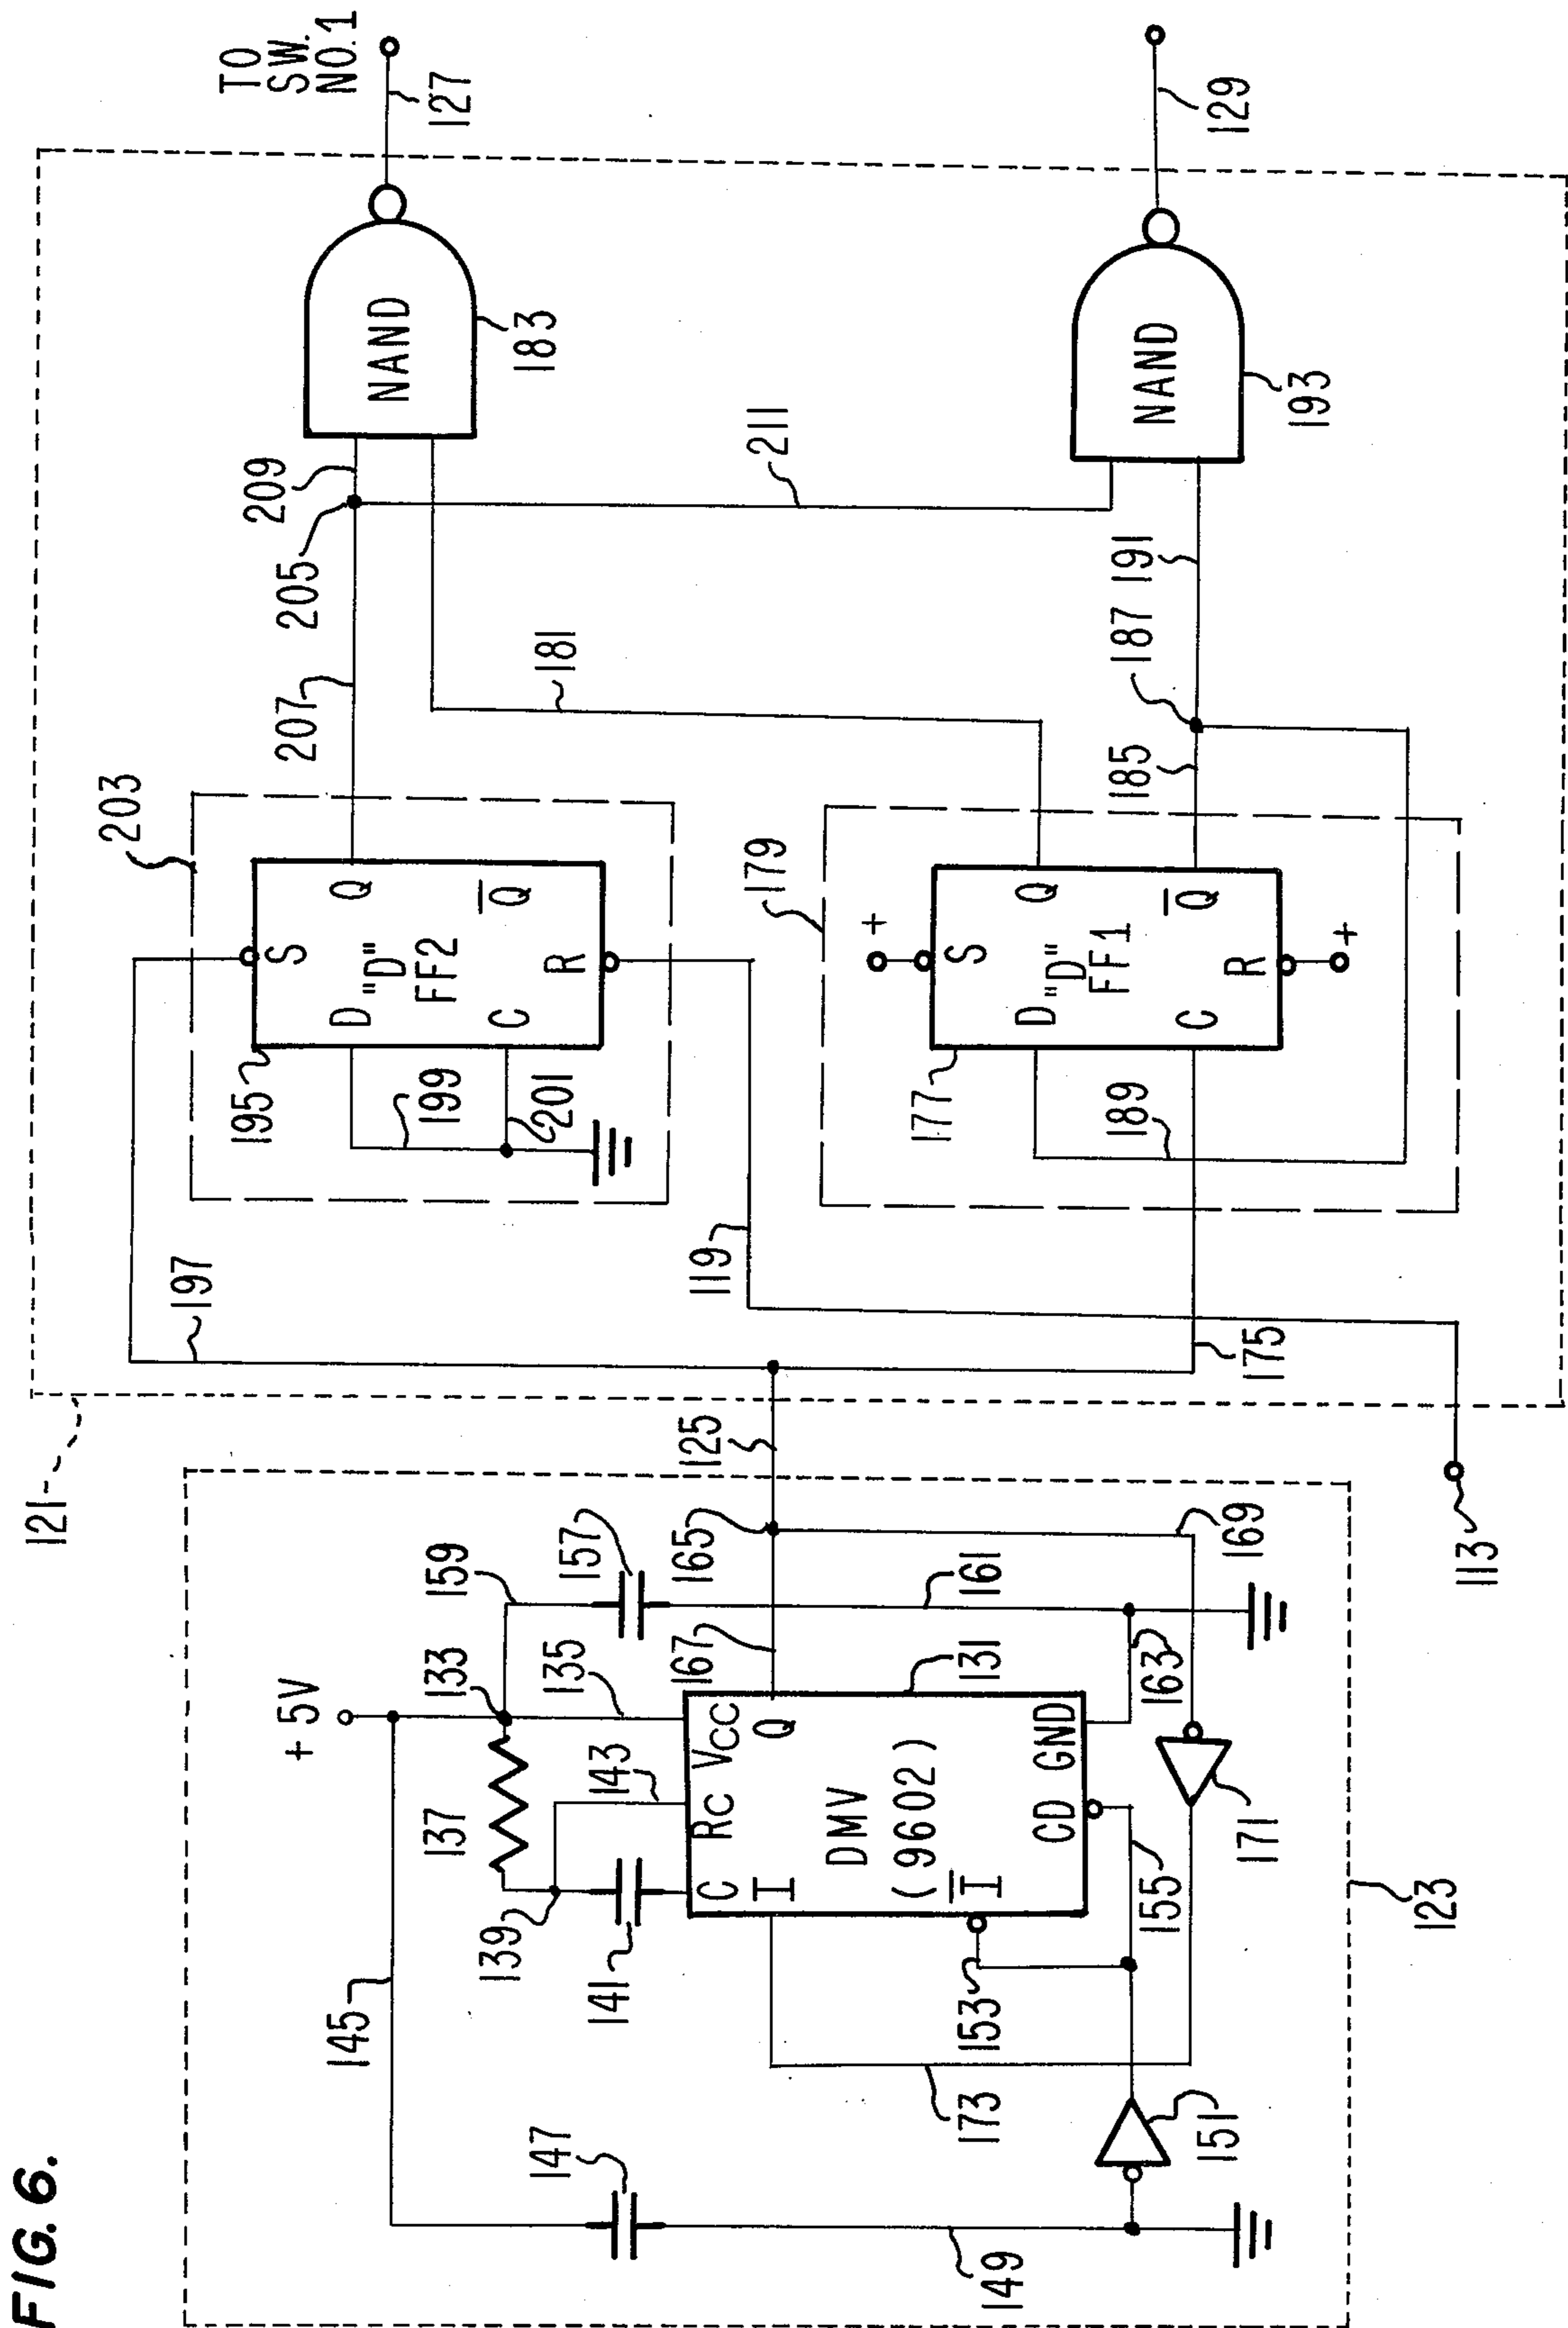 FIG. 6.
TO
SW.
NO. 1
127
129
NAND
183
NAND
193
209
205
211
207
181
191
187
185
203
179
S
D
Q
"D"
FF2
C
Q
R
195
199
201
+
S
D
Q
"D"
FF1
C
Q
R
+
177
189
119
197
175
121
125
113
+ 5V
159
157
165
169
161
133
135
167
131
163
137
143
139
141
C
RC
VCC
I
Q
DMV
(9602)
I
CD
GND
171
155
153
173
151
145
147
149
123